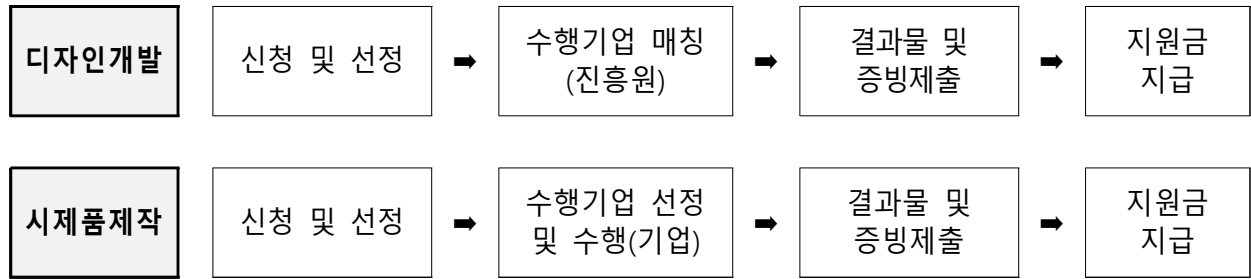 디자인개발
신청 및 선정
➡
수행기업 매칭
(진흥원)
➡
결과물 및
증빙제출
➡
지원금
지급
시제품제작
신청 및 선정
➡
수행기업 선정
및 수행(기업)
➡
결과물 및
증빙제출
➡
지원금
지급